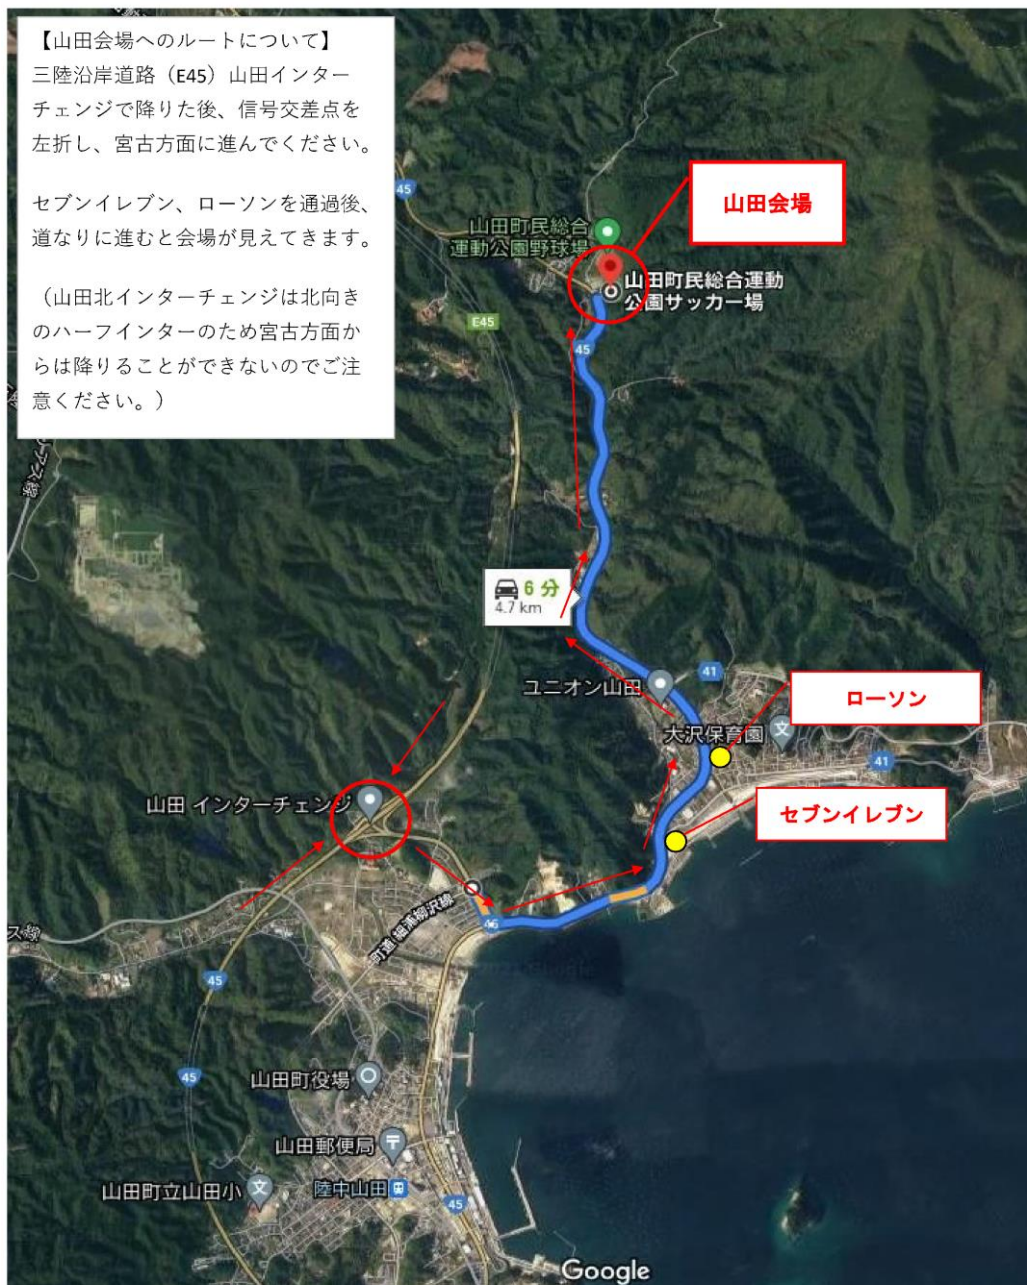 【山田会場へのルートについて】
三陸沿岸道路（E45）山田インター
チェンジで降りた後、信号交差点を
左折し、宮古方面に進んでください。
セブンイレブン、ローソンを通過後、
道なりに進むと会場が見えてきます。
（山田北インターチェンジは北向き
のハーフインターのため宮古方面か
らは降りることができないのでご注
意ください。）
45
山田会場
山田町民総合
運動公園野球場
山田町民総合運動
公園サッカー場
E45
45
6 分
4.7 km
41
ユニオン山田
ローソン
大沢保育園
41
山田 インターチェンジ
セブンイレブン
町道 細浦柳沢線
45
45
山田町役場
山田郵便局
陸中山田
山田町立山田小
45
Google